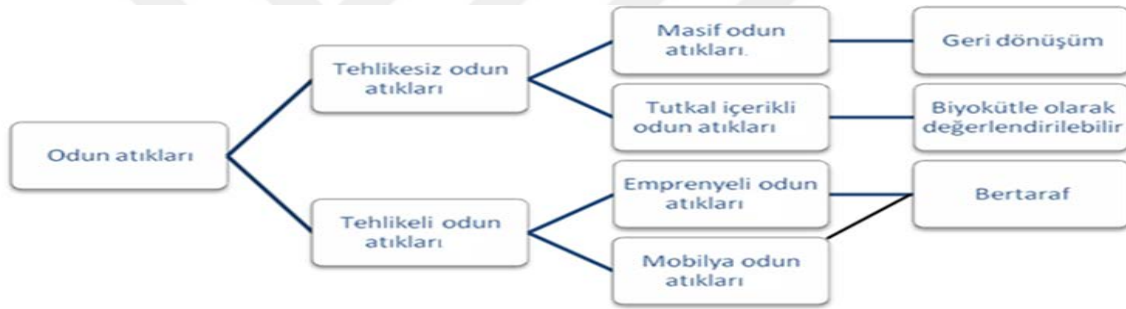 Odun atıkları
Tehlikesiz odun
atıkları
Tehlikeli odun
atıkları
Masif odun
atıkları.
Tutkal içerikli
odun atıkları
Emprenyeli odun
atıkları
Mobilya odun
atıkları
Geri dönüşüm
Biyokütle olarak
değerlendirilebilir
Bertaraf